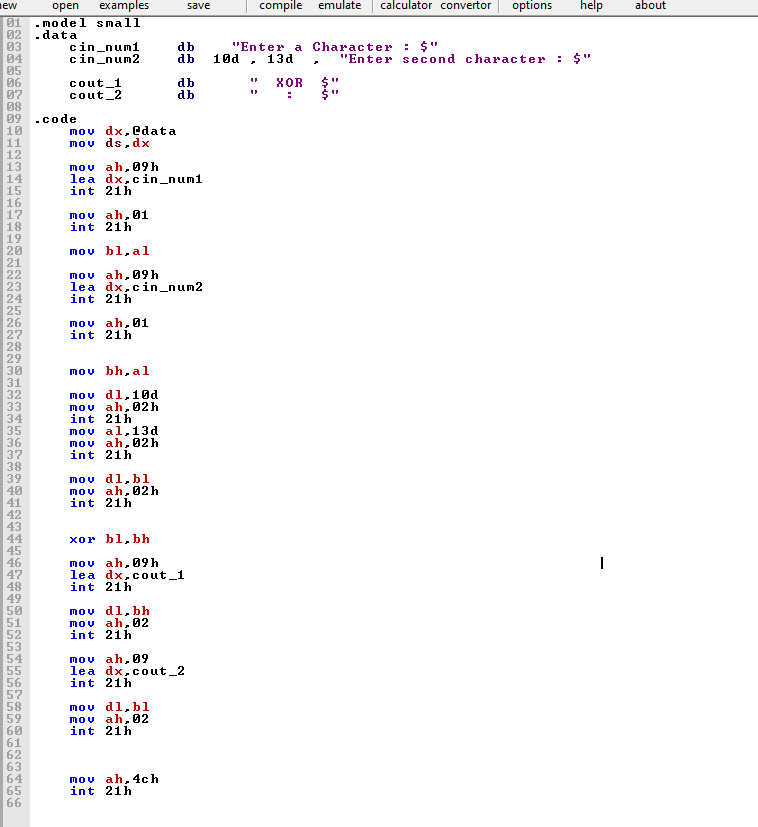 new open examples save compile emulate calculator convertor options help about
01 .model small
02 .data
03 cin_num1 db "Enter a Character : $"
04 cin_num2 db 10d , 13d , "Enter second character : $"
05
06 cout_1 db " XOR $"
07 cout_2 db " : $"
08
09 .code
10 mov dx,@data
11 mov ds,dx
12
13 mov ah,09h
14 lea dx,cin_num1
15 int 21h
16
17 mov ah,01
18 int 21h
19
20 mov bl,al
21
22 mov ah,09h
23 lea dx,cin_num2
24 int 21h
25
26 mov ah,01
27 int 21h
28
29
30 mov bh,al
31
32 mov dl,10d
33 mov ah,02h
34 int 21h
35 mov al,13d
36 mov ah,02h
37 int 21h
38
39 mov dl,bl
40 mov ah,02h
41 int 21h
42
43
44 xor bl,bh
45
46 mov ah,09h
47 lea dx,cout_1
48 int 21h
49
50 mov dl,bh
51 mov ah,02
52 int 21h
53
54 mov ah,09
55 lea dx,cout_2
56 int 21h
57
58 mov dl,bl
59 mov ah,02
60 int 21h
61
62
63
64 mov ah,4ch
65 int 21h
66